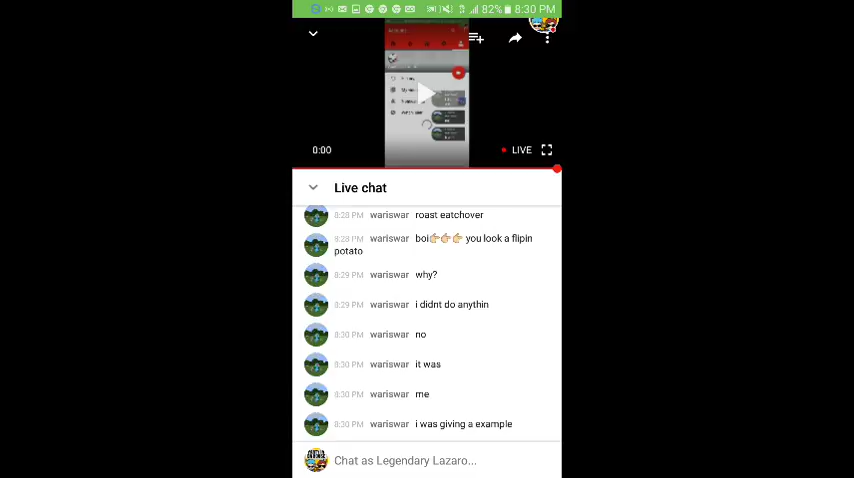 82% 8:30 PM
0:00
LIVE
Live chat
8:28 PM wariswar roast eatchover
8:28 PM wariswar boi👉🏼👉🏼👉🏼 you look a flipin
potato
8:29 PM wariswar why?
8:29 PM wariswar i didnt do anythin
8:30 PM wariswar no
8:30 PM wariswar it was
8:30 PM wariswar me
8:30 PM wariswar i was giving a example
Chat as Legendary Lazaro...